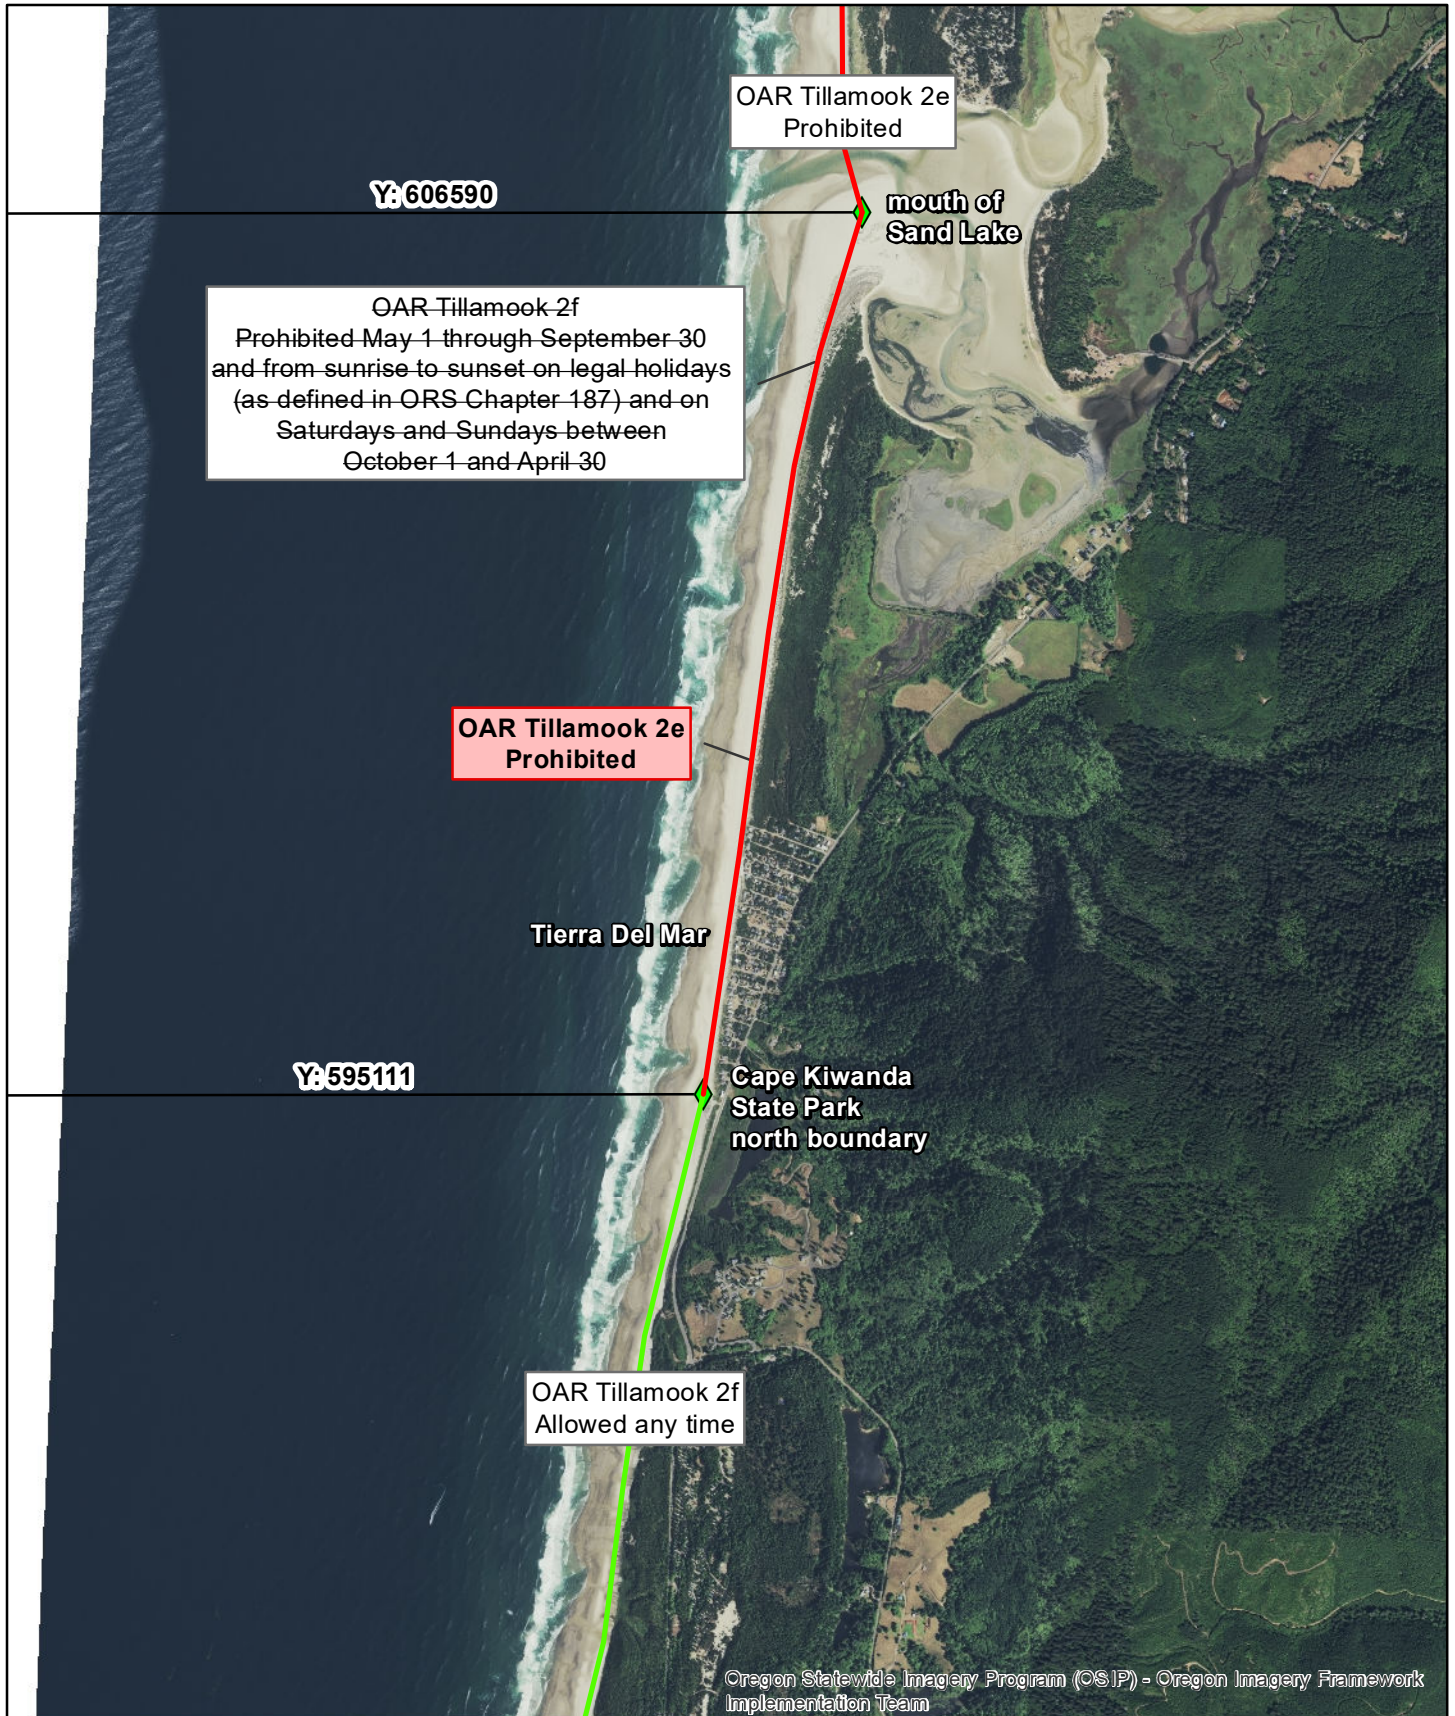 OAR Tillamook 2e
Prohibited
Y: 606590
mouth of
Sand Lake
OAR Tillamook 2f
Prohibited May 1 through September 30
and from sunrise to sunset on legal holidays
(as defined in ORS Chapter 187) and on
Saturdays and Sundays between
October 1 and April 30
OAR Tillamook 2e
Prohibited
Tierra Del Mar
Y: 595111
Cape Kiwanda
State Park
north boundary
OAR Tillamook 2f
Allowed any time
Oregon Statewide Imagery Program (OSIP) - Oregon Imagery Framework
Implementation Team